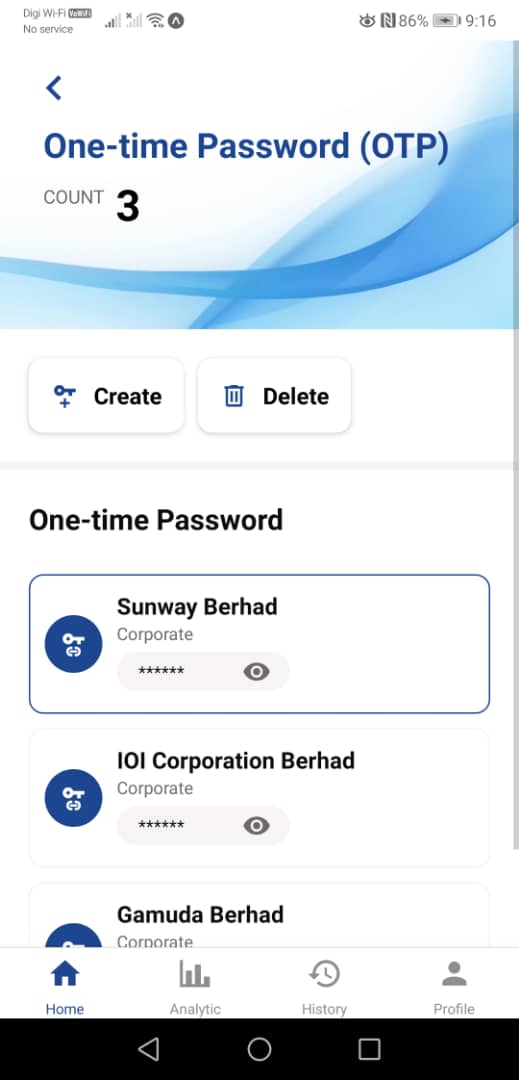 Digi Wi-Fi VoWiFi
No service
86% 9:16
One-time Password (OTP)
COUNT 3
Create
Delete
One-time Password
Sunway Berhad
Corporate
******
IOI Corporation Berhad
Corporate
******
Gamuda Berhad
Corporate
Home
Analytic
History
Profile